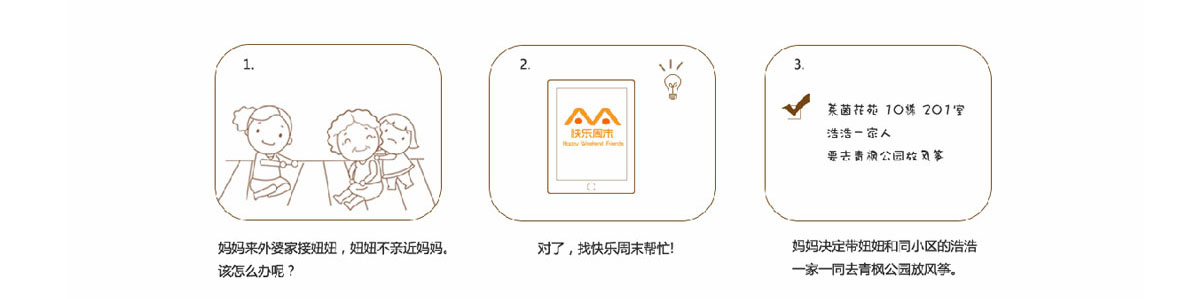 1.
妈妈来外婆家接妞妞，妞妞不亲近妈妈。
该怎么办呢？
2.
快乐周末
Happy Weekend Friends
对了，找快乐周末帮忙!
3.
莱茵花苑 10幢 201室
浩浩一家人
要去青枫公园放风筝
妈妈决定带妞妞和同小区的浩浩
一家一同去青枫公园放风筝。